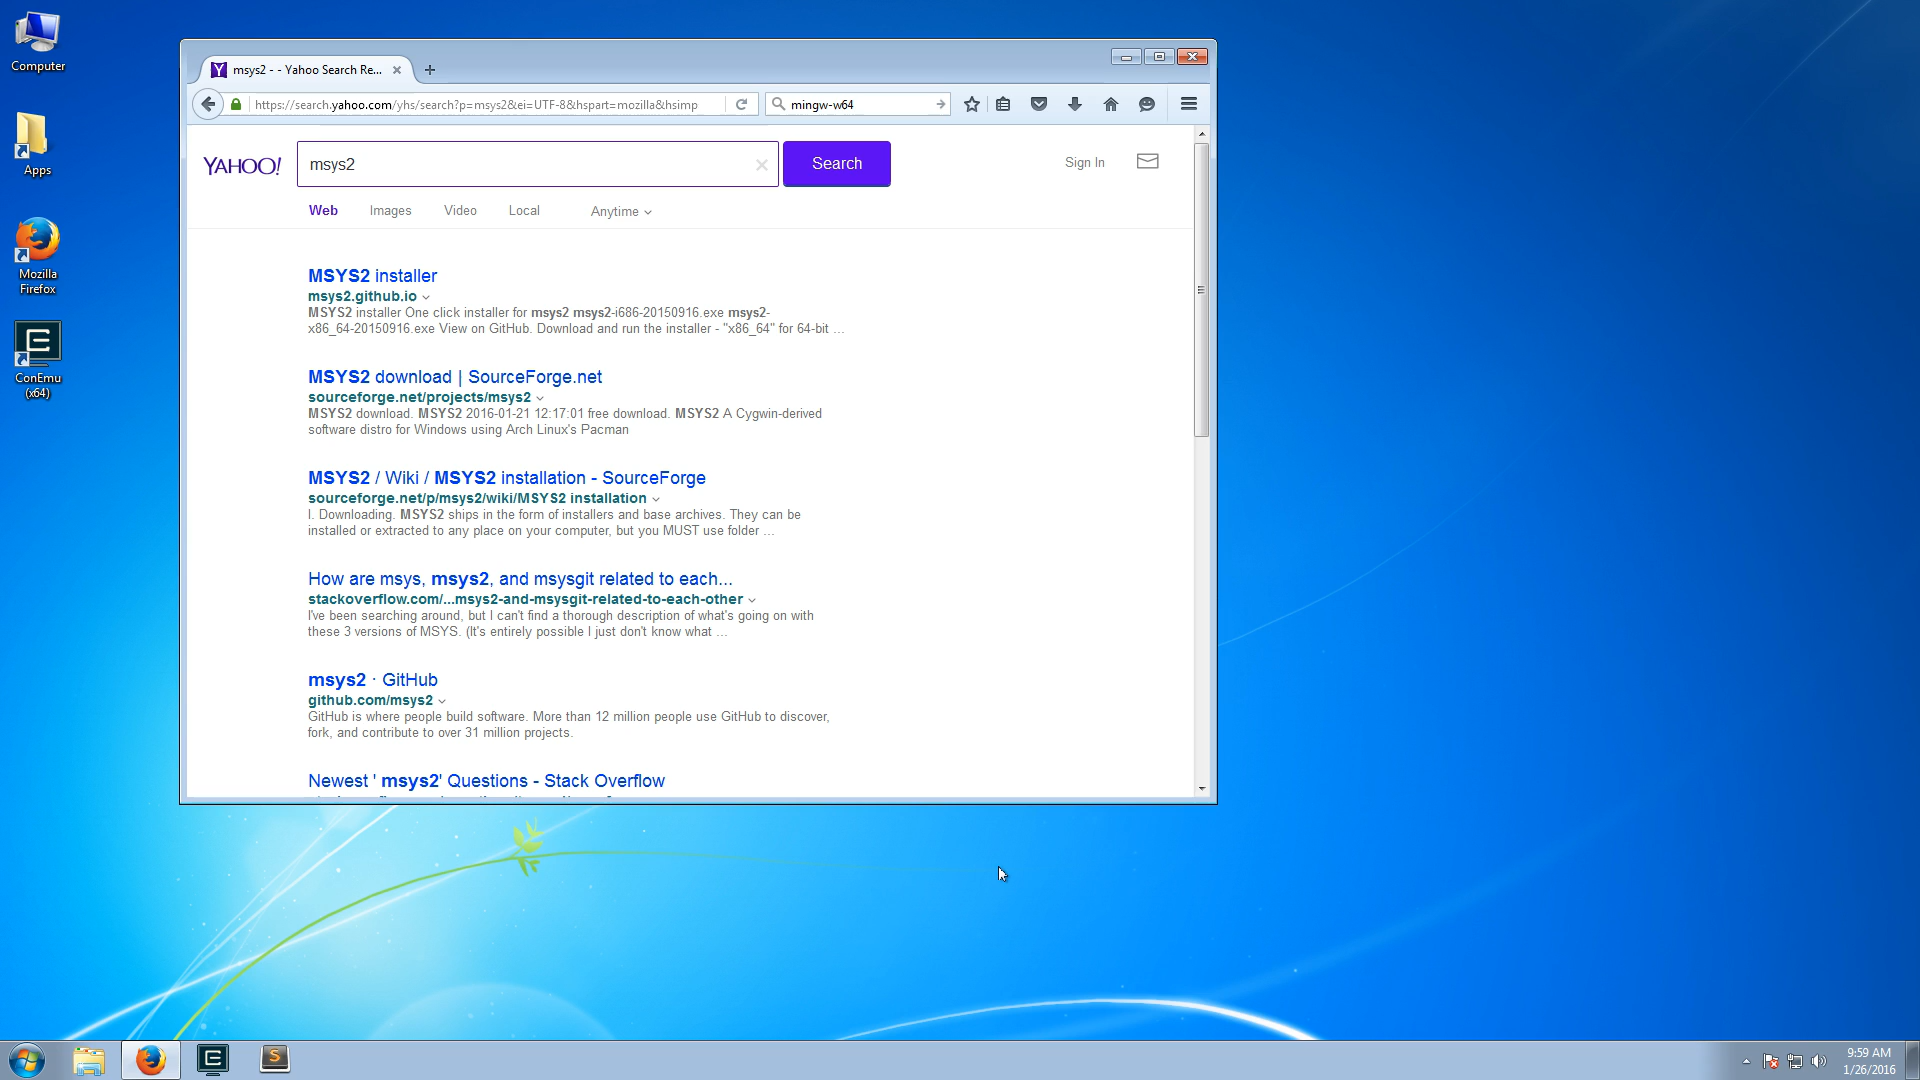 Computer
Apps
Mozilla
Firefox
ConEmu
(x64)
msys2 - - Yahoo Search Re...
https://search.yahoo.com/yhs/search?p=msys2&ei=UTF-8&hspart=mozilla&hsimp
mingw-w64
YAHOO!
msys2
Search
Sign In
Web Images Video Local Anytime
MSYS2 installer
msys2.github.io
MSYS2 installer One click installer for msys2 msys2-i686-20150916.exe msys2-
x86_64-20150916.exe View on GitHub. Download and run the installer - "x86_64" for 64-bit ...
MSYS2 download | SourceForge.net
sourceforge.net/projects/msys2
MSYS2 download. MSYS2 2016-01-21 12:17:01 free download. MSYS2 A Cygwin-derived
software distro for Windows using Arch Linux's Pacman
MSYS2 / Wiki / MSYS2 installation - SourceForge
sourceforge.net/p/msys2/wiki/MSYS2 installation
I. Downloading. MSYS2 ships in the form of installers and base archives. They can be
installed or extracted to any place on your computer, but you MUST use folder ...
How are msys, msys2, and msysgit related to each...
stackoverflow.com/...msys2-and-msysgit-related-to-each-other
I've been searching around, but I can't find a thorough description of what's going on with
these 3 versions of MSYS. (It's entirely possible I just don't know what ...
msys2 · GitHub
github.com/msys2
GitHub is where people build software. More than 12 million people use GitHub to discover,
fork, and contribute to over 31 million projects.
Newest ' msys2' Questions - Stack Overflow
9:59 AM
1/26/2016